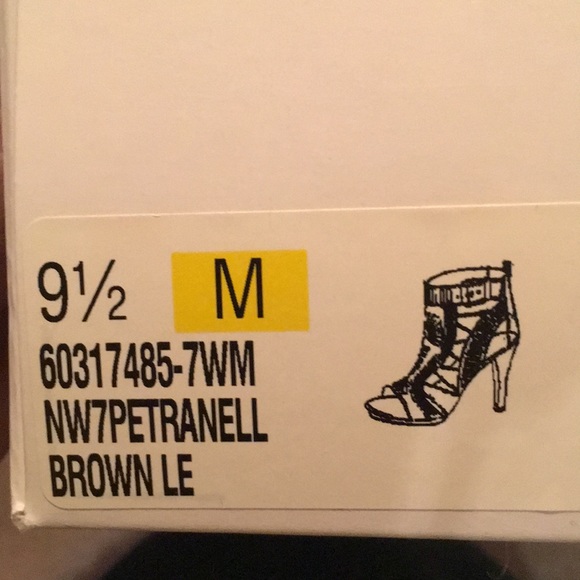 9½ M
60317485-7WM
NW7PETRANELL
BROWN LE